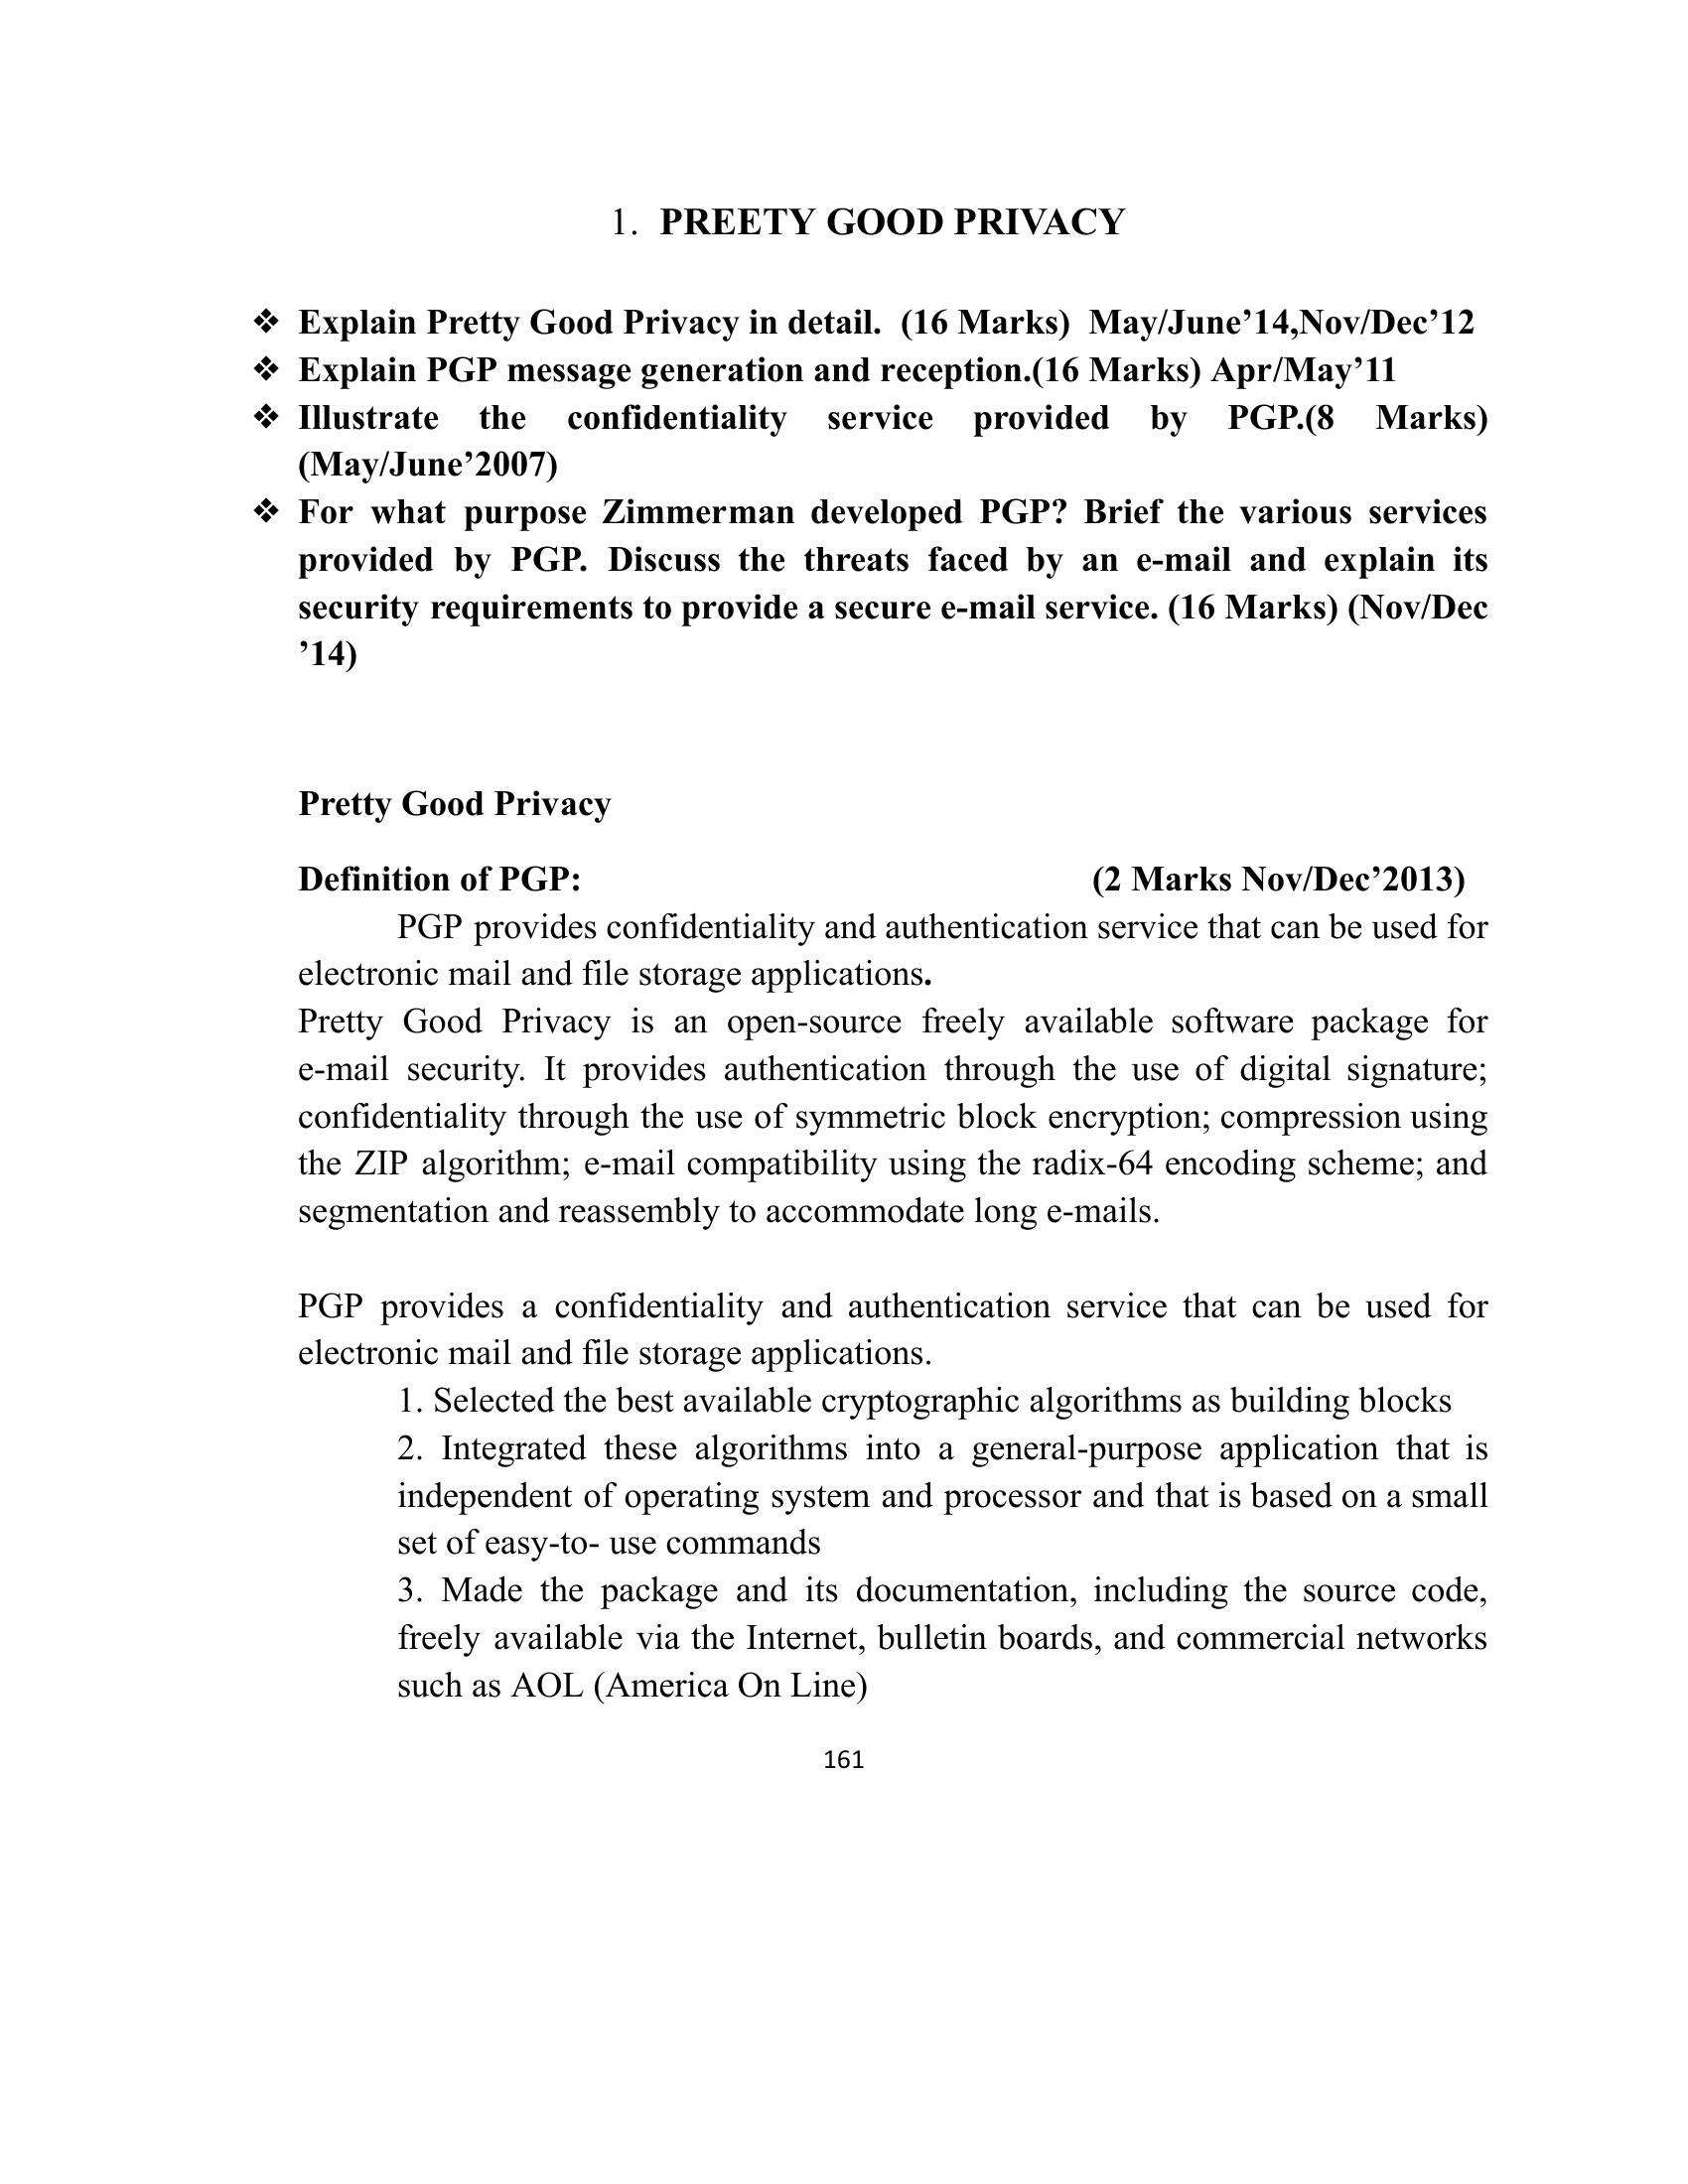 1. PREETY GOOD PRIVACY
❖ Explain Pretty Good Privacy in detail. (16 Marks) May/June’14,Nov/Dec’12
❖ Explain PGP message generation and reception.(16 Marks) Apr/May’11
❖ Illustrate the confidentiality service provided by PGP.(8 Marks)
(May/June’2007)
❖ For what purpose Zimmerman developed PGP? Brief the various services
provided by PGP. Discuss the threats faced by an e-mail and explain its
security requirements to provide a secure e-mail service. (16 Marks) (Nov/Dec
’14)
Pretty Good Privacy
Definition of PGP: (2 Marks Nov/Dec’2013)
PGP provides confidentiality and authentication service that can be used for
electronic mail and file storage applications.
Pretty Good Privacy is an open-source freely available software package for
e-mail security. It provides authentication through the use of digital signature;
confidentiality through the use of symmetric block encryption; compression using
the ZIP algorithm; e-mail compatibility using the radix-64 encoding scheme; and
segmentation and reassembly to accommodate long e-mails.
PGP provides a confidentiality and authentication service that can be used for
electronic mail and file storage applications.
1. Selected the best available cryptographic algorithms as building blocks
2. Integrated these algorithms into a general-purpose application that is
independent of operating system and processor and that is based on a small
set of easy-to- use commands
3. Made the package and its documentation, including the source code,
freely available via the Internet, bulletin boards, and commercial networks
such as AOL (America On Line)
161